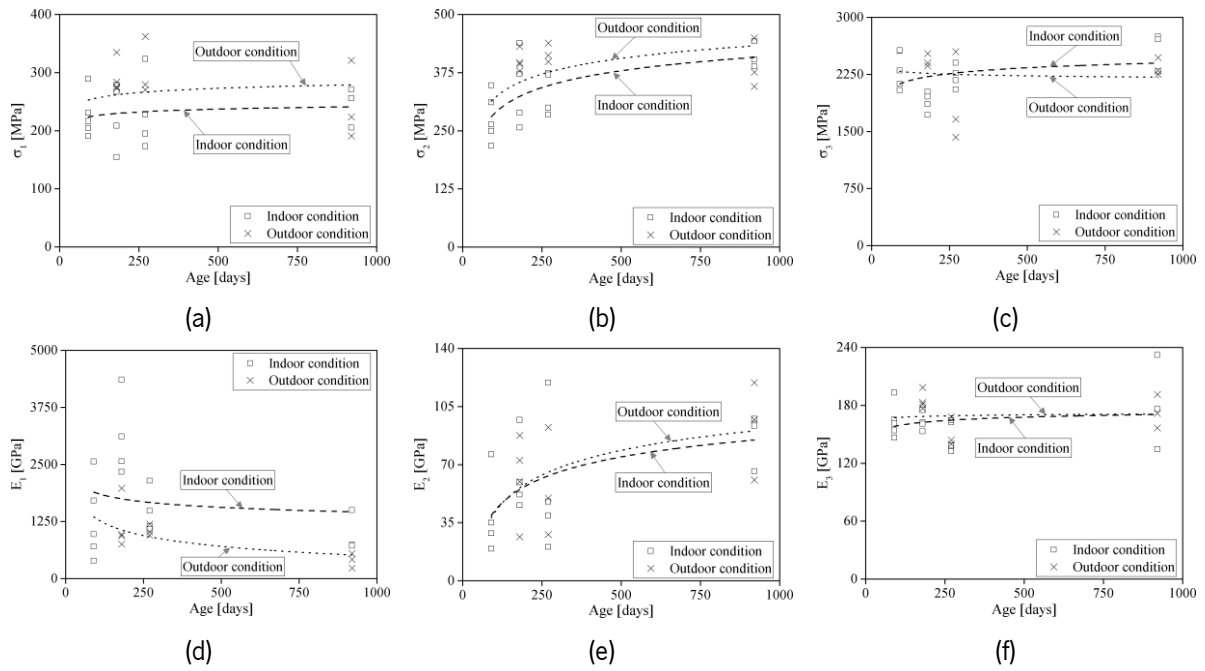 400
300
200
100
0
σ1 [MPa]
Outdoor condition
Indoor condition
Indoor condition
Outdoor condition
0 250 500 750 1000
Age [days]
(a)
500
375
250
125
0
σ2 [MPa]
Outdoor condition
Indoor condition
Indoor condition
Outdoor condition
0 250 500 750 1000
Age [days]
(b)
3000
2250
1500
750
0
σ3 [MPa]
Indoor condition
Outdoor condition
Indoor condition
Outdoor condition
0 250 500 750 1000
Age [days]
(c)
5000
3750
2500
1250
0
E1 [GPa]
Indoor condition
Outdoor condition
Indoor condition
Outdoor condition
0 250 500 750 1000
Age [days]
(d)
140
105
70
35
0
E2 [GPa]
Outdoor condition
Indoor condition
Indoor condition
Outdoor condition
0 250 500 750 1000
Age [days]
(e)
240
180
120
60
0
E3 [GPa]
Outdoor condition
Indoor condition
Indoor condition
Outdoor condition
0 250 500 750 1000
Age [days]
(f)